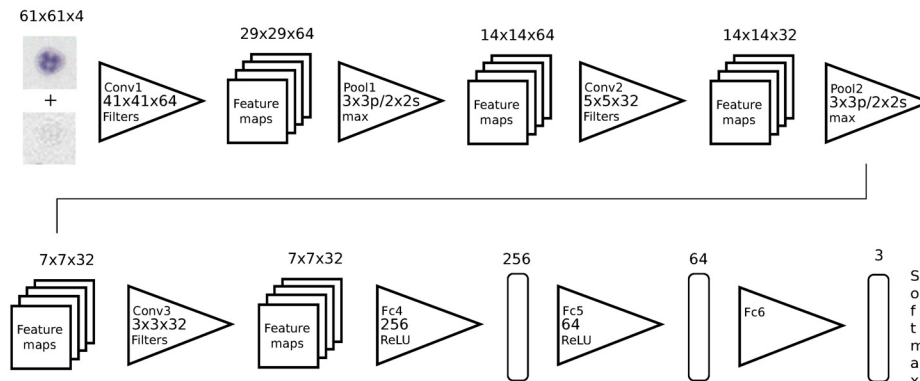 61x61x4
+
Conv1
41x41x64
Filters
29x29x64
Feature
maps
Pool1
3x3p/2x2s
max
14x14x64
Feature
maps
Conv2
5x5x32
Filters
14x14x32
Feature
maps
Pool2
3x3p/2x2s
max
7x7x32
Feature
maps
Conv3
3x3x32
Filters
7x7x32
Feature
maps
Fc4
256
ReLU
256
Fc5
64
ReLU
64
Fc6
3
Softmax